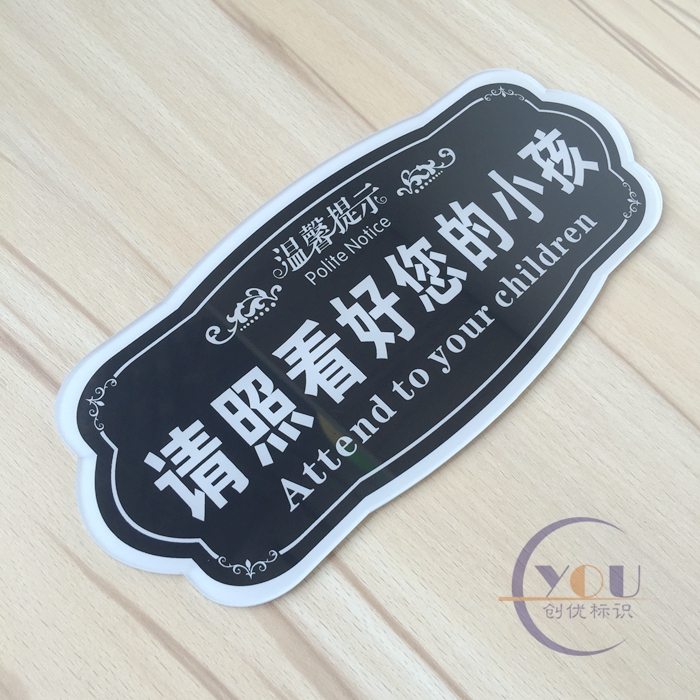 温馨提示
Polite Notice
请照看好您的小孩
Attend to your children
YOU
创优标识